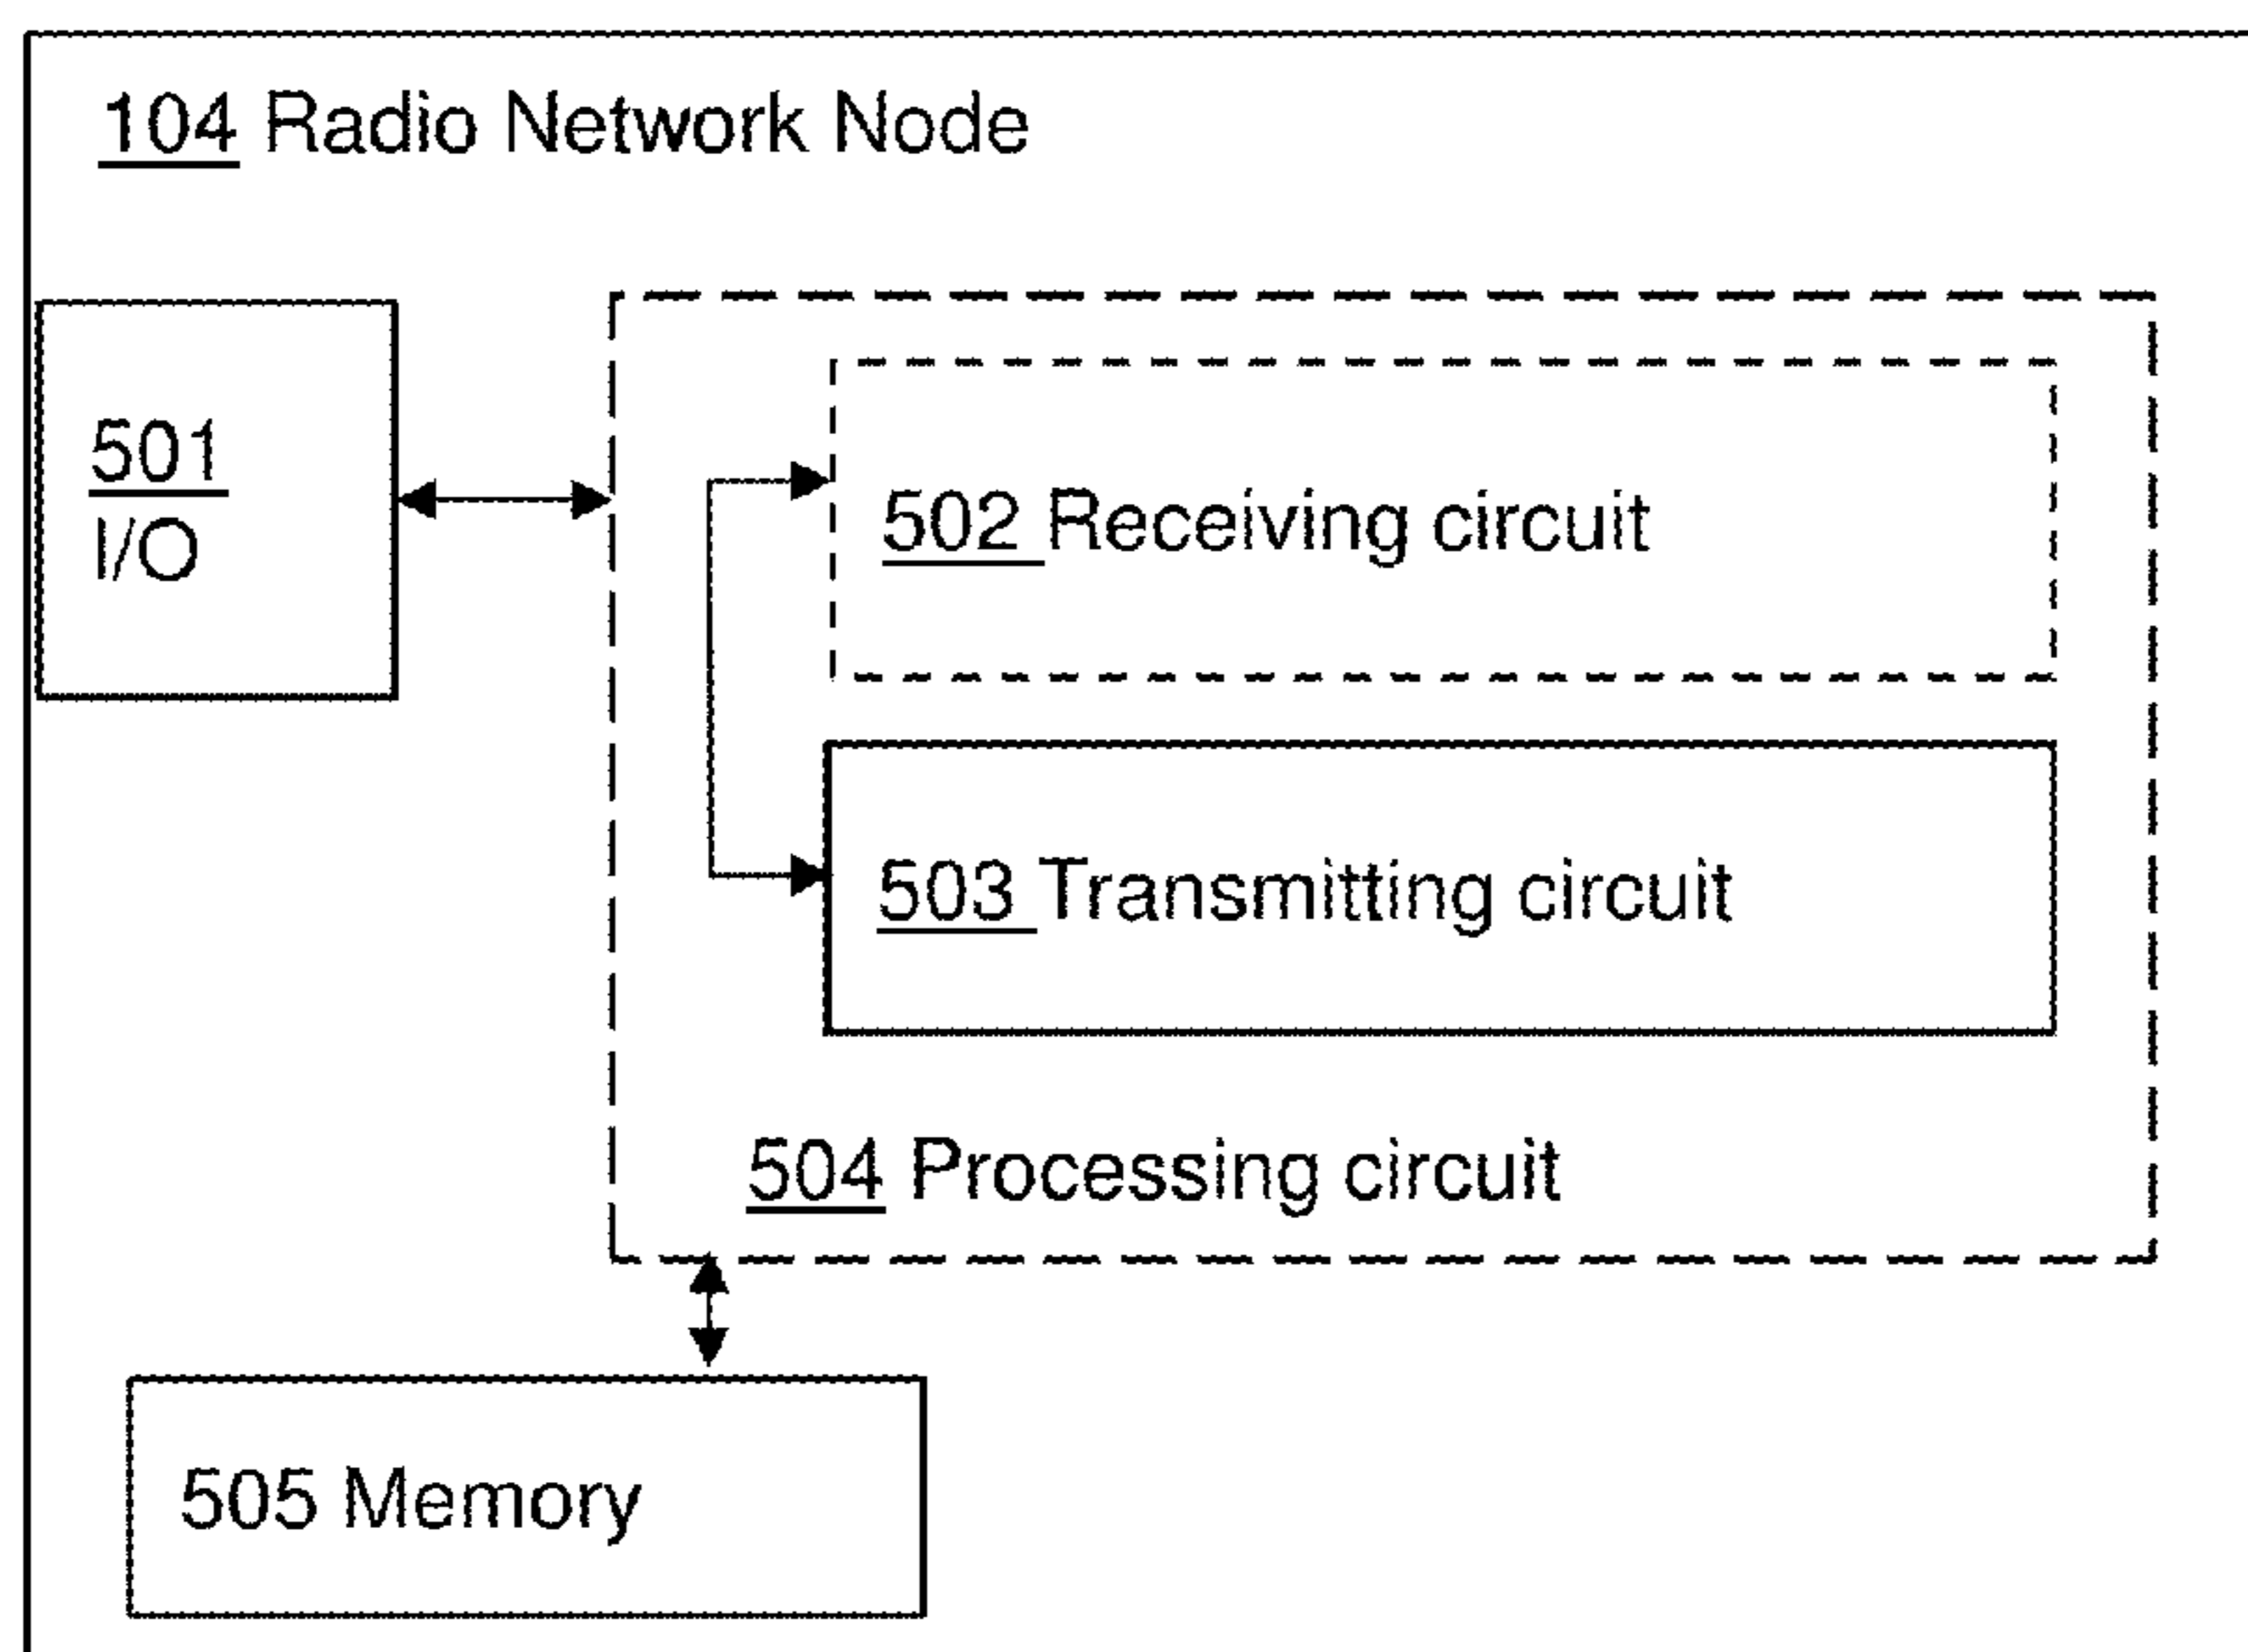 104 Radio Network Node
501
I/O
502 Receiving circuit
503 Transmitting circuit
504 Processing circuit
505 Memory